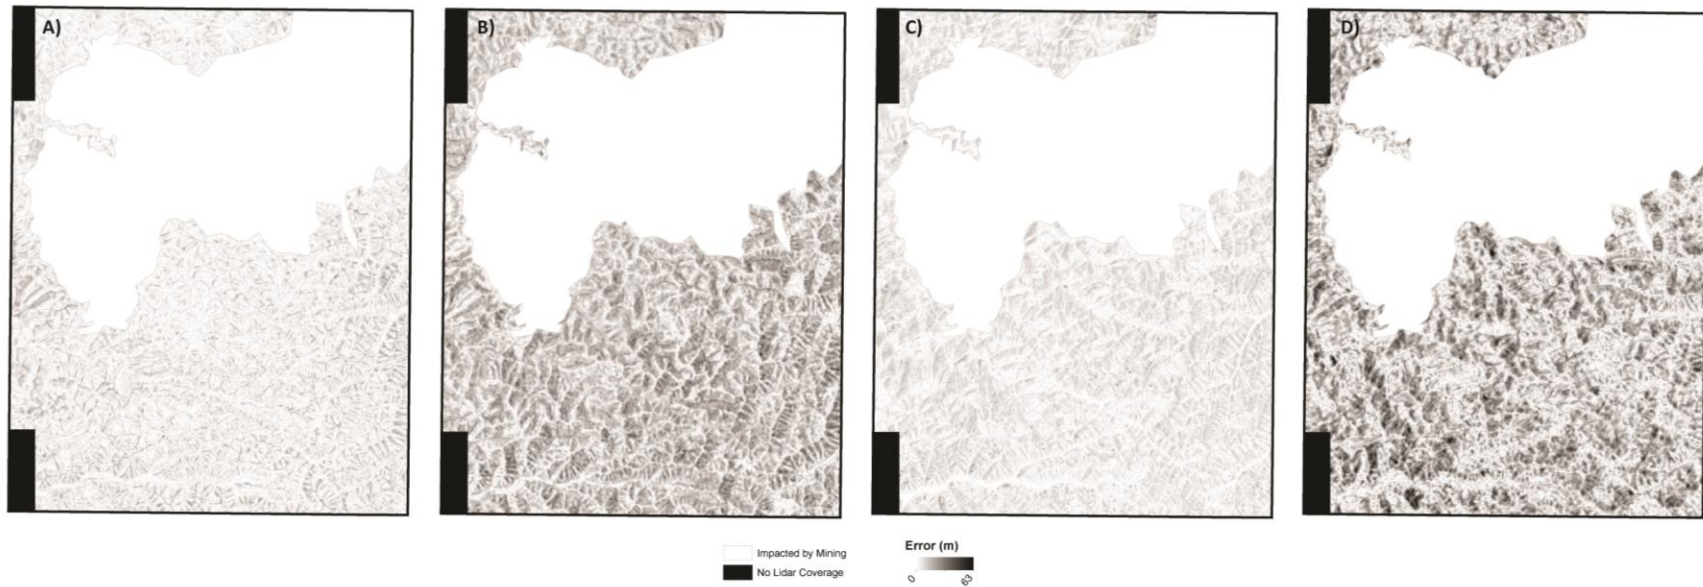 A)
B)
C)
D)
Impacted by Mining
No Lidar Coverage
Error (m)
0
63